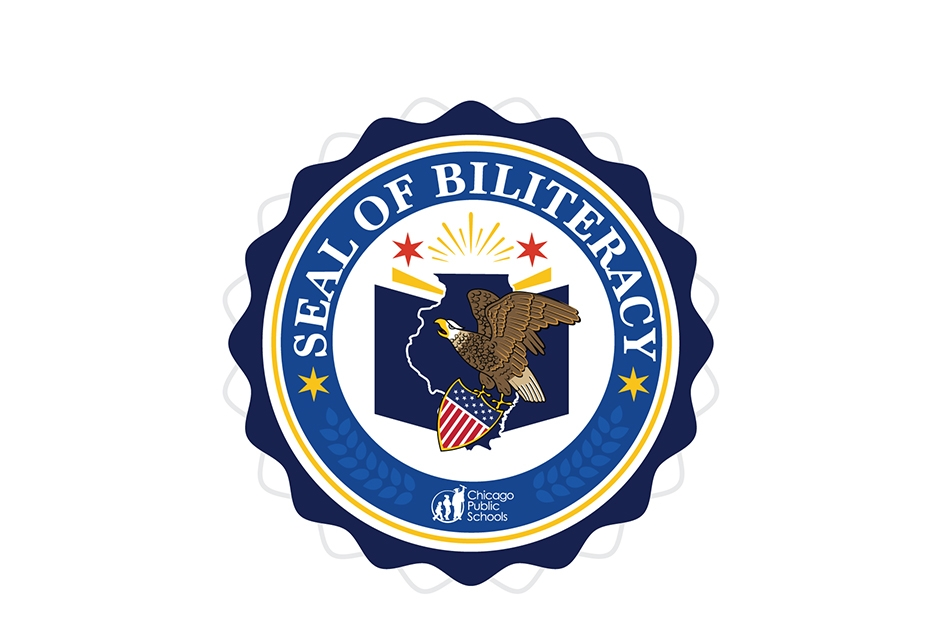 SEAL OF BILITERACY
Chicago
Public
Schools